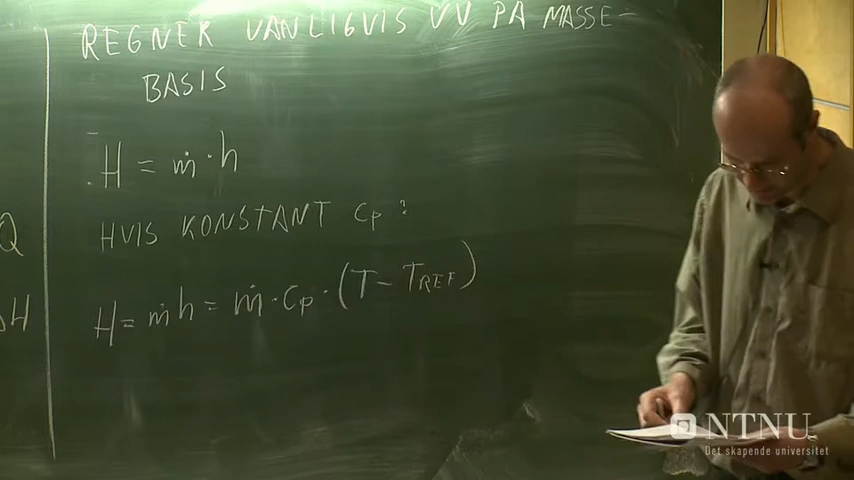 REGNER VANLIGVIS VV PÅ MASSE-
BASIS
H = ṁ · h
Q
HVIS KONSTANT Cp :
ΔH
H = ṁh = ṁ · Cp · (T - TREF)
NTNU
Det skapende universitet